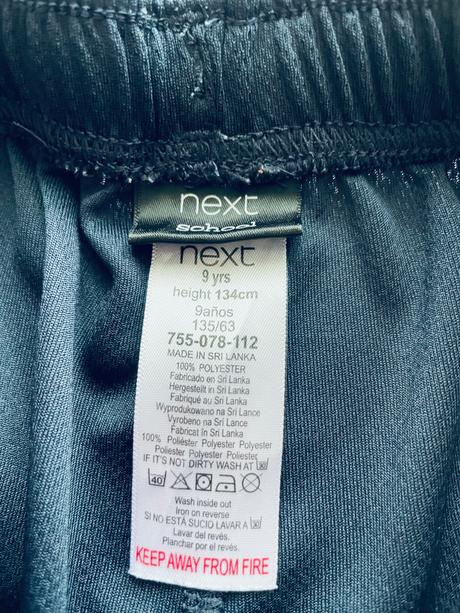 next
school
next
9 yrs
height 134cm
9años
135/63
755-078-112
MADE IN SRI LANKA
100% POLYESTER
Fabricado en Sri Lanka
Hergestellt in Sri Lanka
Fabriqué au Sri Lanka
Wyprodukowano na Sri Lance
Vyrobeno na Sri Lance
Fabricat în Sri Lanka
100% Poliéster Polyester Polyester
Poliester Polyester Poliester
IF IT'S NOT DIRTY WASH AT 30
40
Wash inside out
Iron on reverse
SI NO ESTÁ SUCIO LAVAR A 30
Lavar del revés.
Planchar por el revés.
KEEP AWAY FROM FIRE